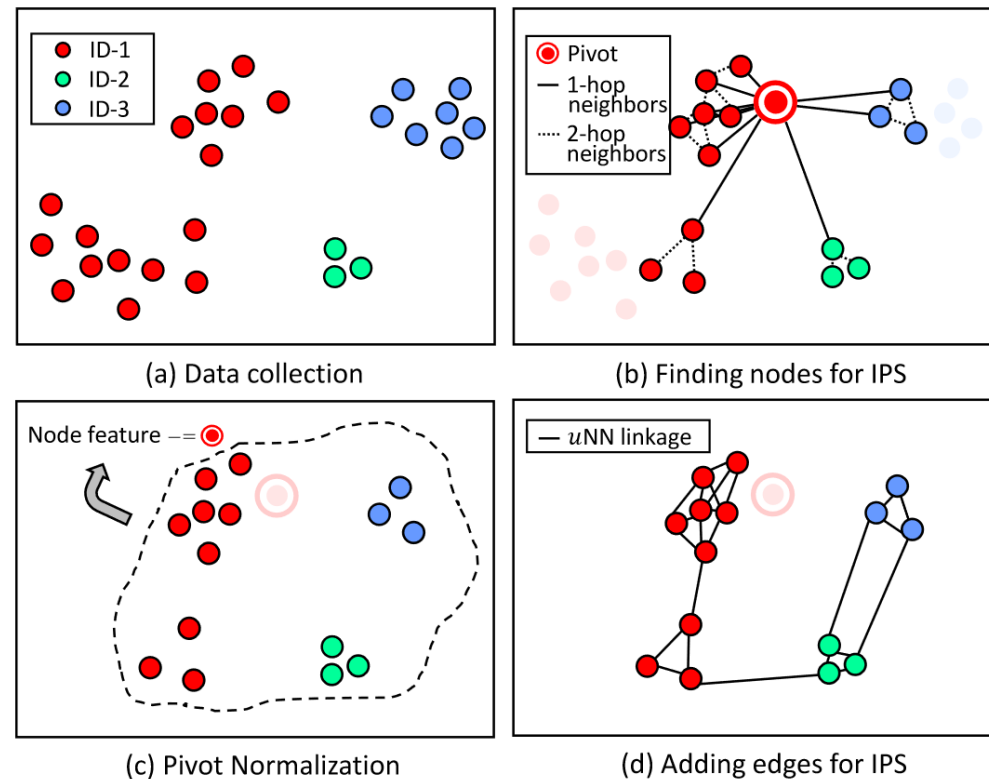 ID-1
ID-2
ID-3
(a) Data collection
Pivot
1-hop
neighbors
2-hop
neighbors
(b) Finding nodes for IPS
Node feature −=
(c) Pivot Normalization
uNN linkage
(d) Adding edges for IPS